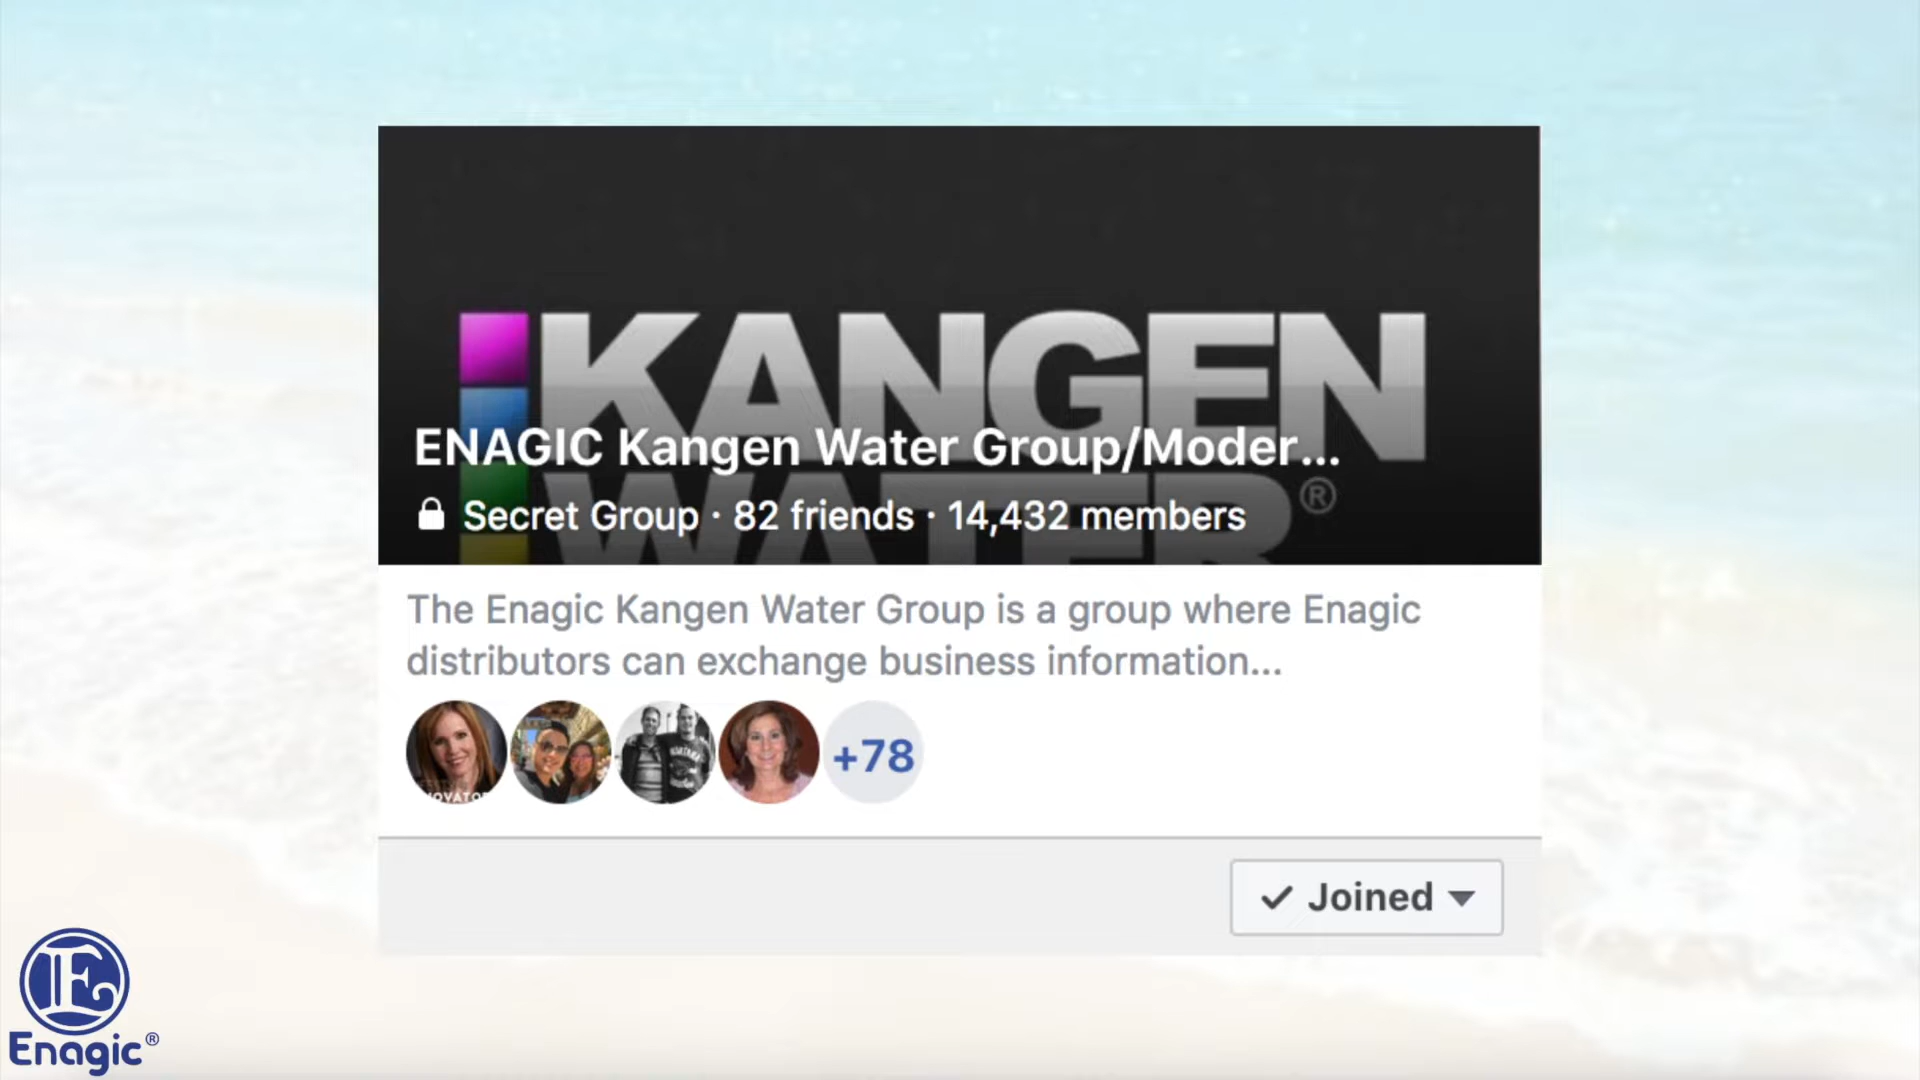 KANGEN
WATER®
ENAGIC Kangen Water Group/Moder...
Secret Group · 82 friends · 14,432 members
The Enagic Kangen Water Group is a group where Enagic
distributors can exchange business information...
+78
Joined
E
Enagic®